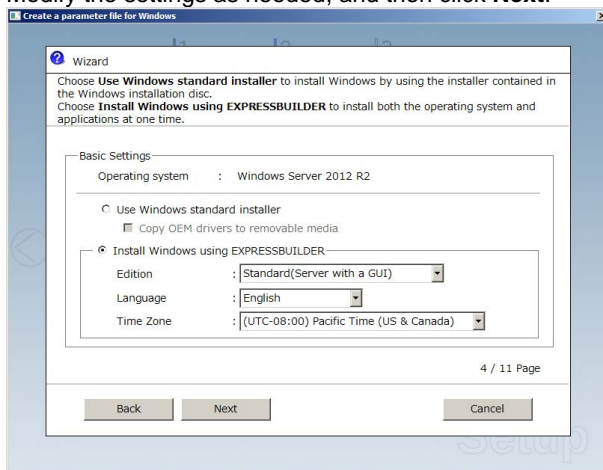 Modify the settings as needed, and then click Next.
Create a parameter file for Windows
Wizard
Choose Use Windows standard installer to install Windows by using the installer contained in
the Windows installation disc.
Choose Install Windows using EXPRESSBUILDER to install both the operating system and
applications at one time.
Basic Settings
Operating system : Windows Server 2012 R2
Use Windows standard installer
Copy OEM drivers to removable media
Install Windows using EXPRESSBUILDER
Edition : Standard(Server with a GUI)
Language : English
Time Zone : (UTC-08:00) Pacific Time (US & Canada)
4 / 11 Page
Back Next Cancel
Setup